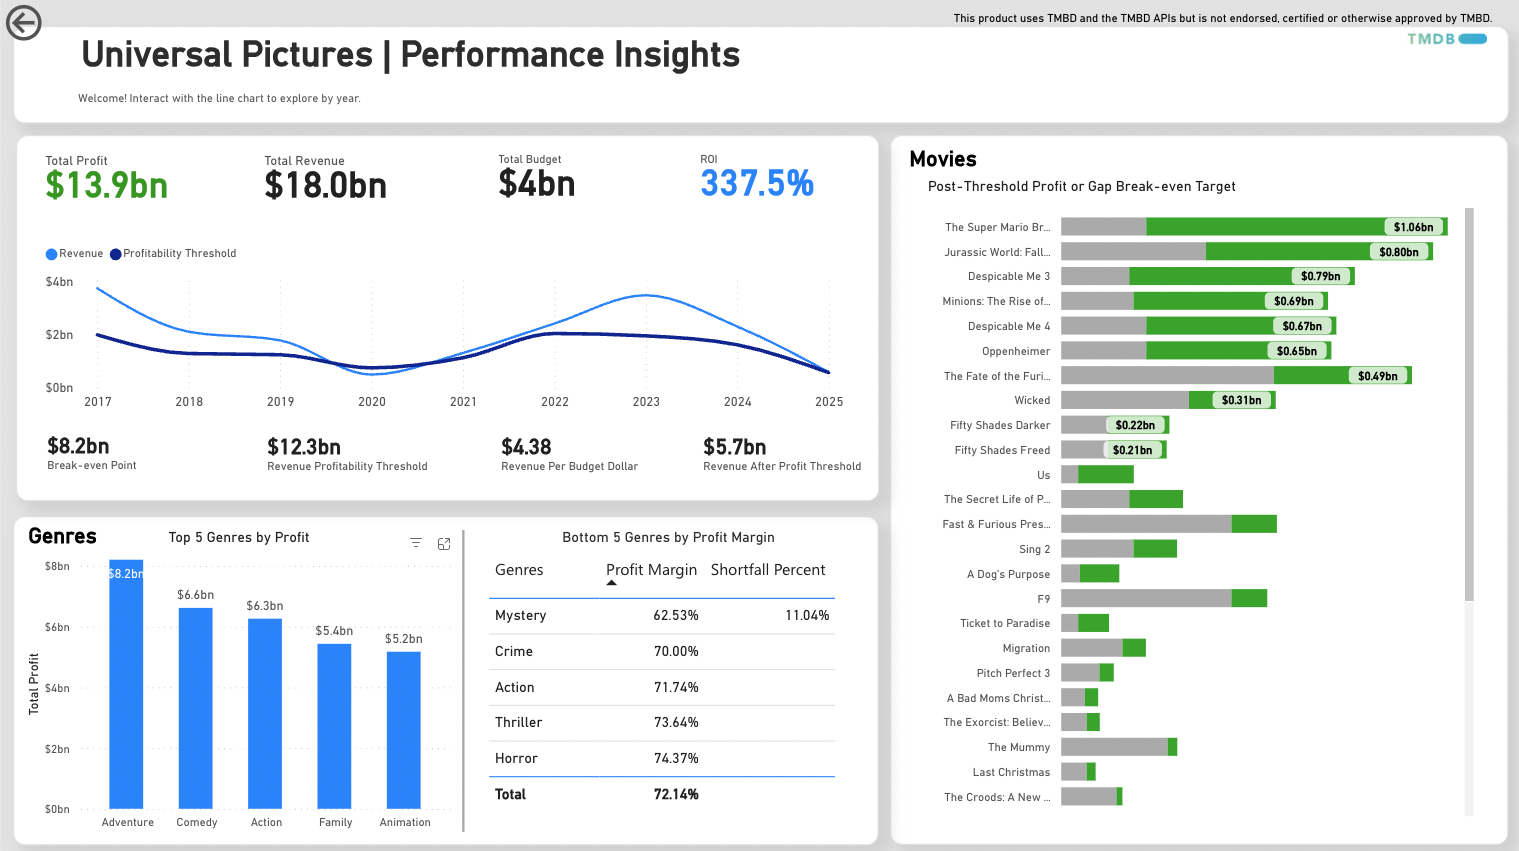 This product uses TMBD and the TMBD APIs but is not endorsed, certified or otherwise approved by TMBD.
TMDB
Universal Pictures | Performance Insights
Welcome! Interact with the line chart to explore by year.
Total Profit
$13.9bn
Total Revenue
$18.0bn
Total Budget
$4bn
ROI
337.5%
Revenue
Profitability Threshold
$4bn
$2bn
$0bn
2017 2018 2019 2020 2021 2022 2023 2024 2025
$8.2bn
Break-even Point
$12.3bn
Revenue Profitability Threshold
$4.38
Revenue Per Budget Dollar
$5.7bn
Revenue After Profit Threshold
Genres
Top 5 Genres by Profit
Total Profit
$8bn
$6bn
$4bn
$2bn
$0bn
$8.2bn
$6.6bn
$6.3bn
$5.4bn
$5.2bn
Adventure Comedy Action Family Animation
Bottom 5 Genres by Profit Margin
Genres Profit Margin Shortfall Percent
Mystery 62.53% 11.04%
Crime 70.00%
Action 71.74%
Thriller 73.64%
Horror 74.37%
Total 72.14%
Movies
Post-Threshold Profit or Gap Break-even Target
The Super Mario Br... $1.06bn
Jurassic World: Fall... $0.80bn
Despicable Me 3 $0.79bn
Minions: The Rise of... $0.69bn
Despicable Me 4 $0.67bn
Oppenheimer $0.65bn
The Fate of the Furi... $0.49bn
Wicked $0.31bn
Fifty Shades Darker $0.22bn
Fifty Shades Freed $0.21bn
Us
The Secret Life of P...
Fast & Furious Pres...
Sing 2
A Dog's Purpose
F9
Ticket to Paradise
Migration
Pitch Perfect 3
A Bad Moms Christ...
The Exorcist: Believ...
The Mummy
Last Christmas
The Croods: A New ...